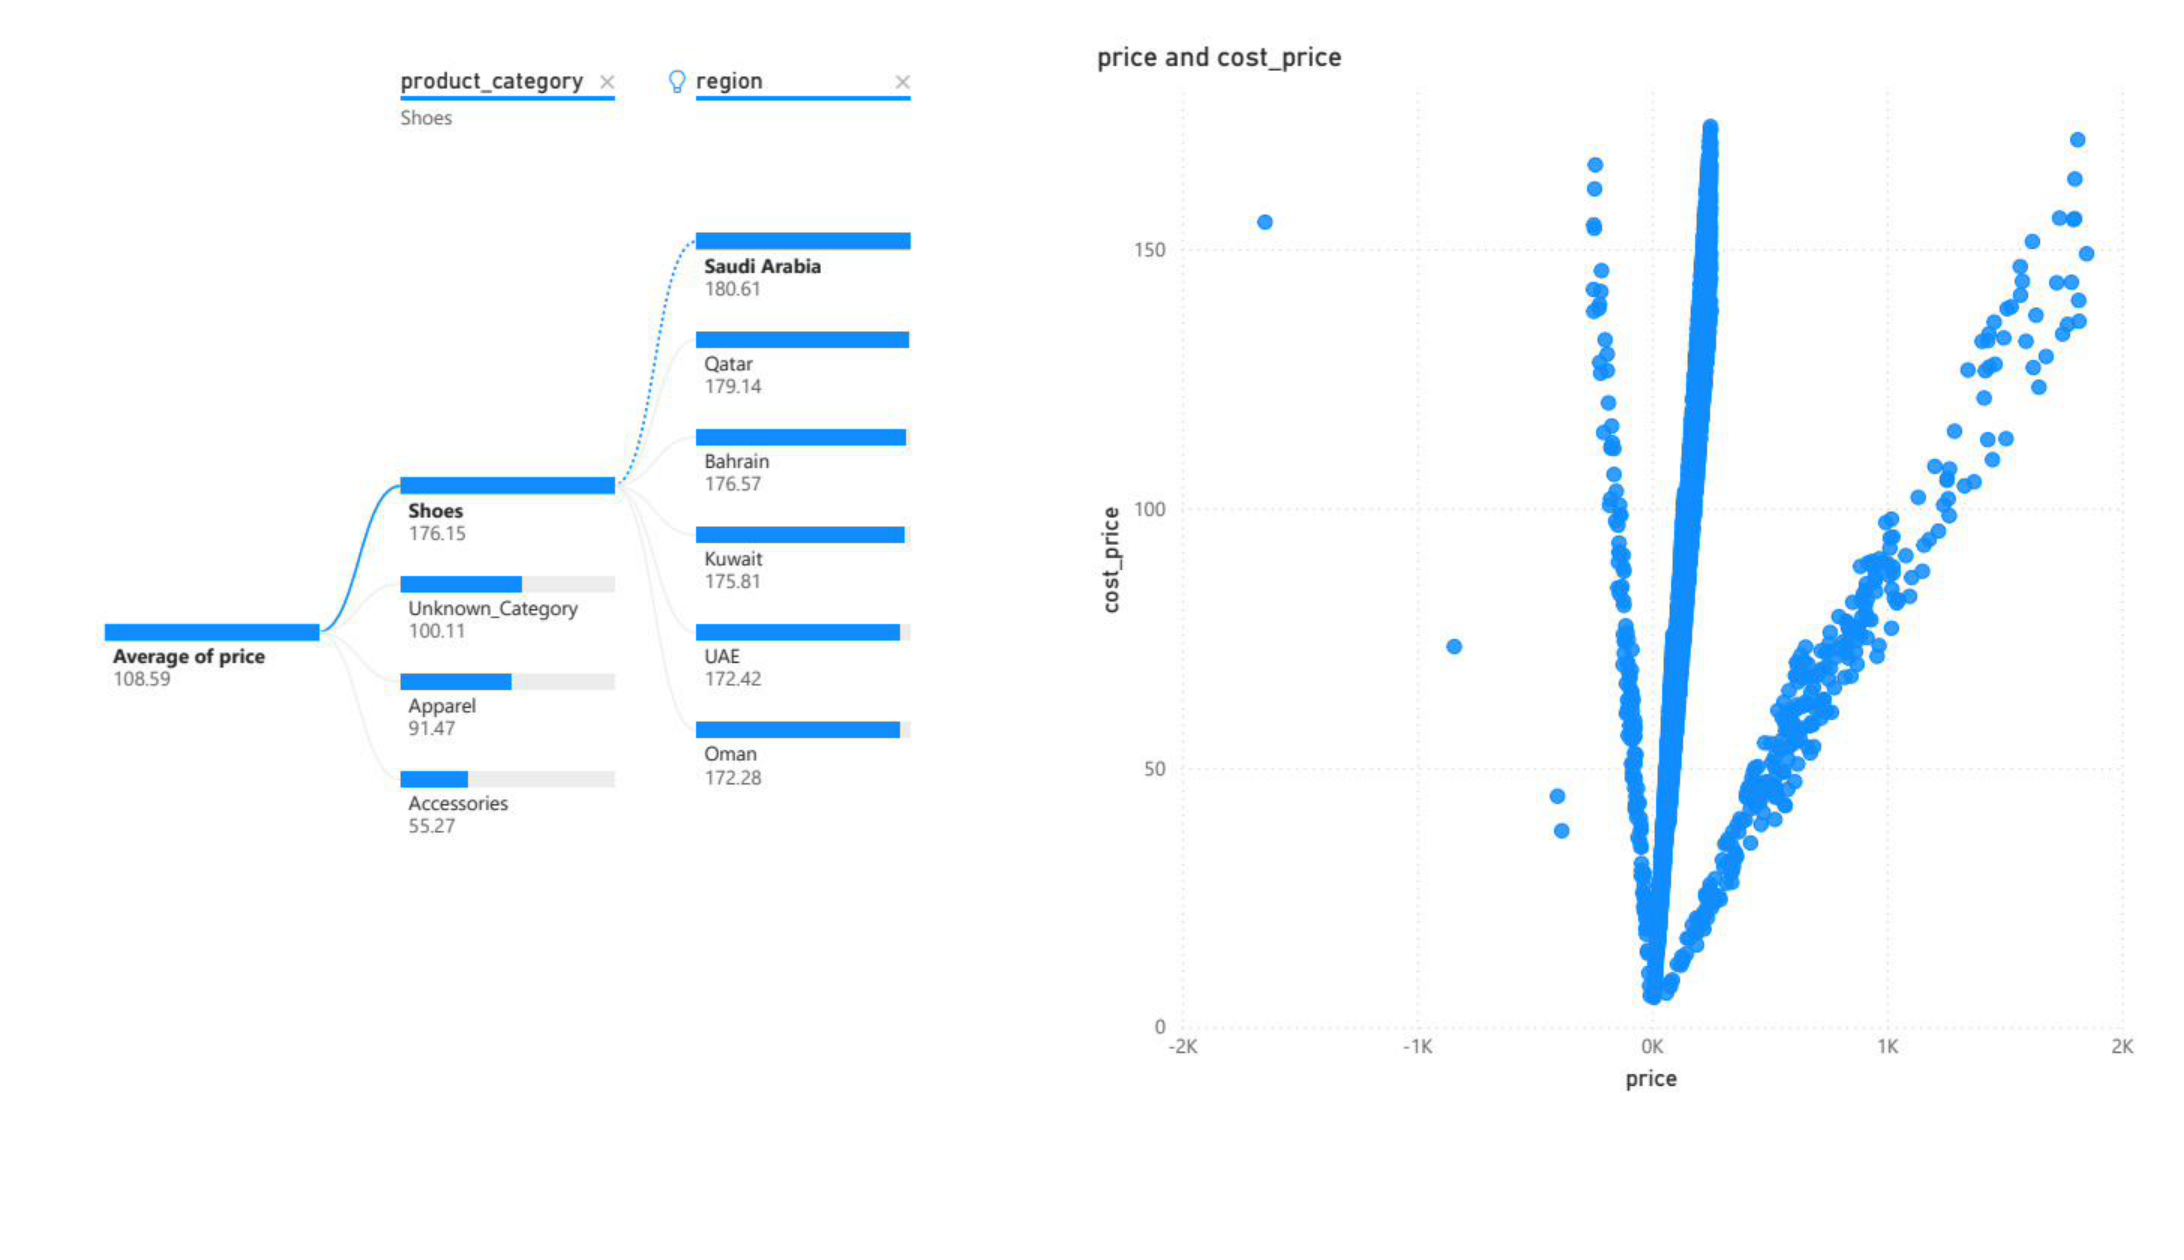 product_category
Shoes
region
Average of price
108.59
Shoes
176.15
Unknown_Category
100.11
Apparel
91.47
Accessories
55.27
Saudi Arabia
180.61
Qatar
179.14
Bahrain
176.57
Kuwait
175.81
UAE
172.42
Oman
172.28
price and cost_price
cost_price
150
100
50
0
-2K -1K 0K 1K 2K
price